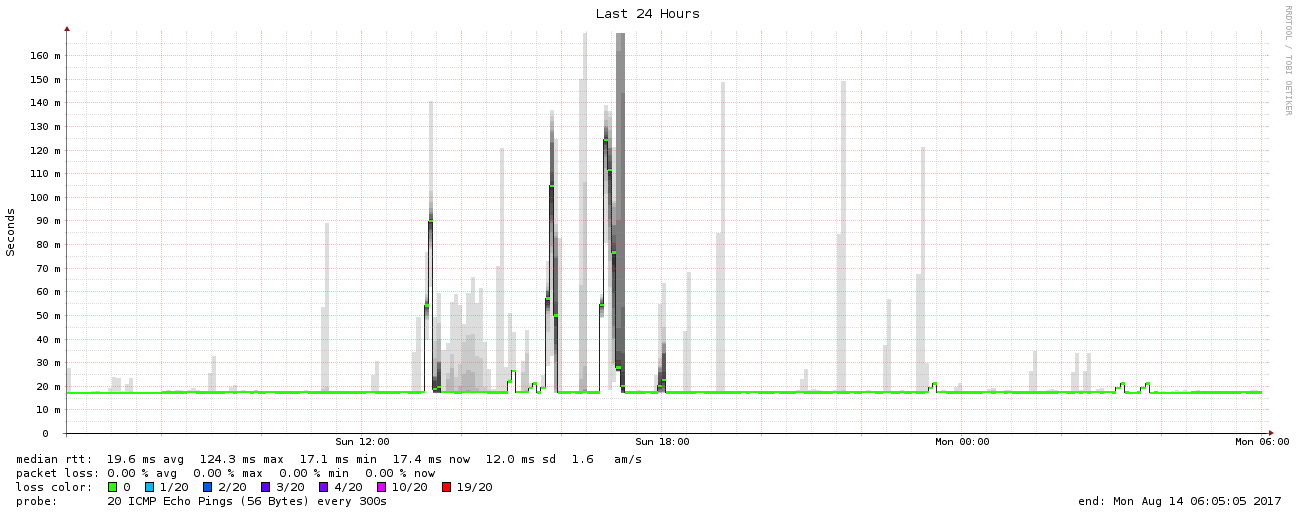 Last 24 Hours
RRDTOOL / TOBI OETIKER
Seconds
160 m
150 m
140 m
130 m
120 m
110 m
100 m
90 m
80 m
70 m
60 m
50 m
40 m
30 m
20 m
10 m
0
Sun 12:00 Sun 18:00 Mon 00:00 Mon 06:00
median rtt: 19.6 ms avg 124.3 ms max 17.1 ms min 17.4 ms now 12.0 ms sd 1.6 am/s
packet loss: 0.00 % avg 0.00 % max 0.00 % min 0.00 % now
loss color: 0 1/20 2/20 3/20 4/20 10/20 19/20
probe: 20 ICMP Echo Pings (56 Bytes) every 300s end: Mon Aug 14 06:05:05 2017